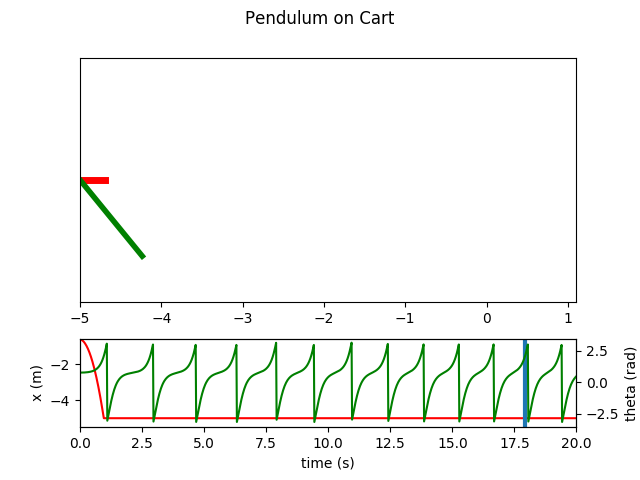 Pendulum on Cart
−5 −4 −3 −2 −1 0 1
x (m)
−2
−4
2.5
0.0
−2.5
theta (rad)
0.0 2.5 5.0 7.5 10.0 12.5 15.0 17.5 20.0
time (s)